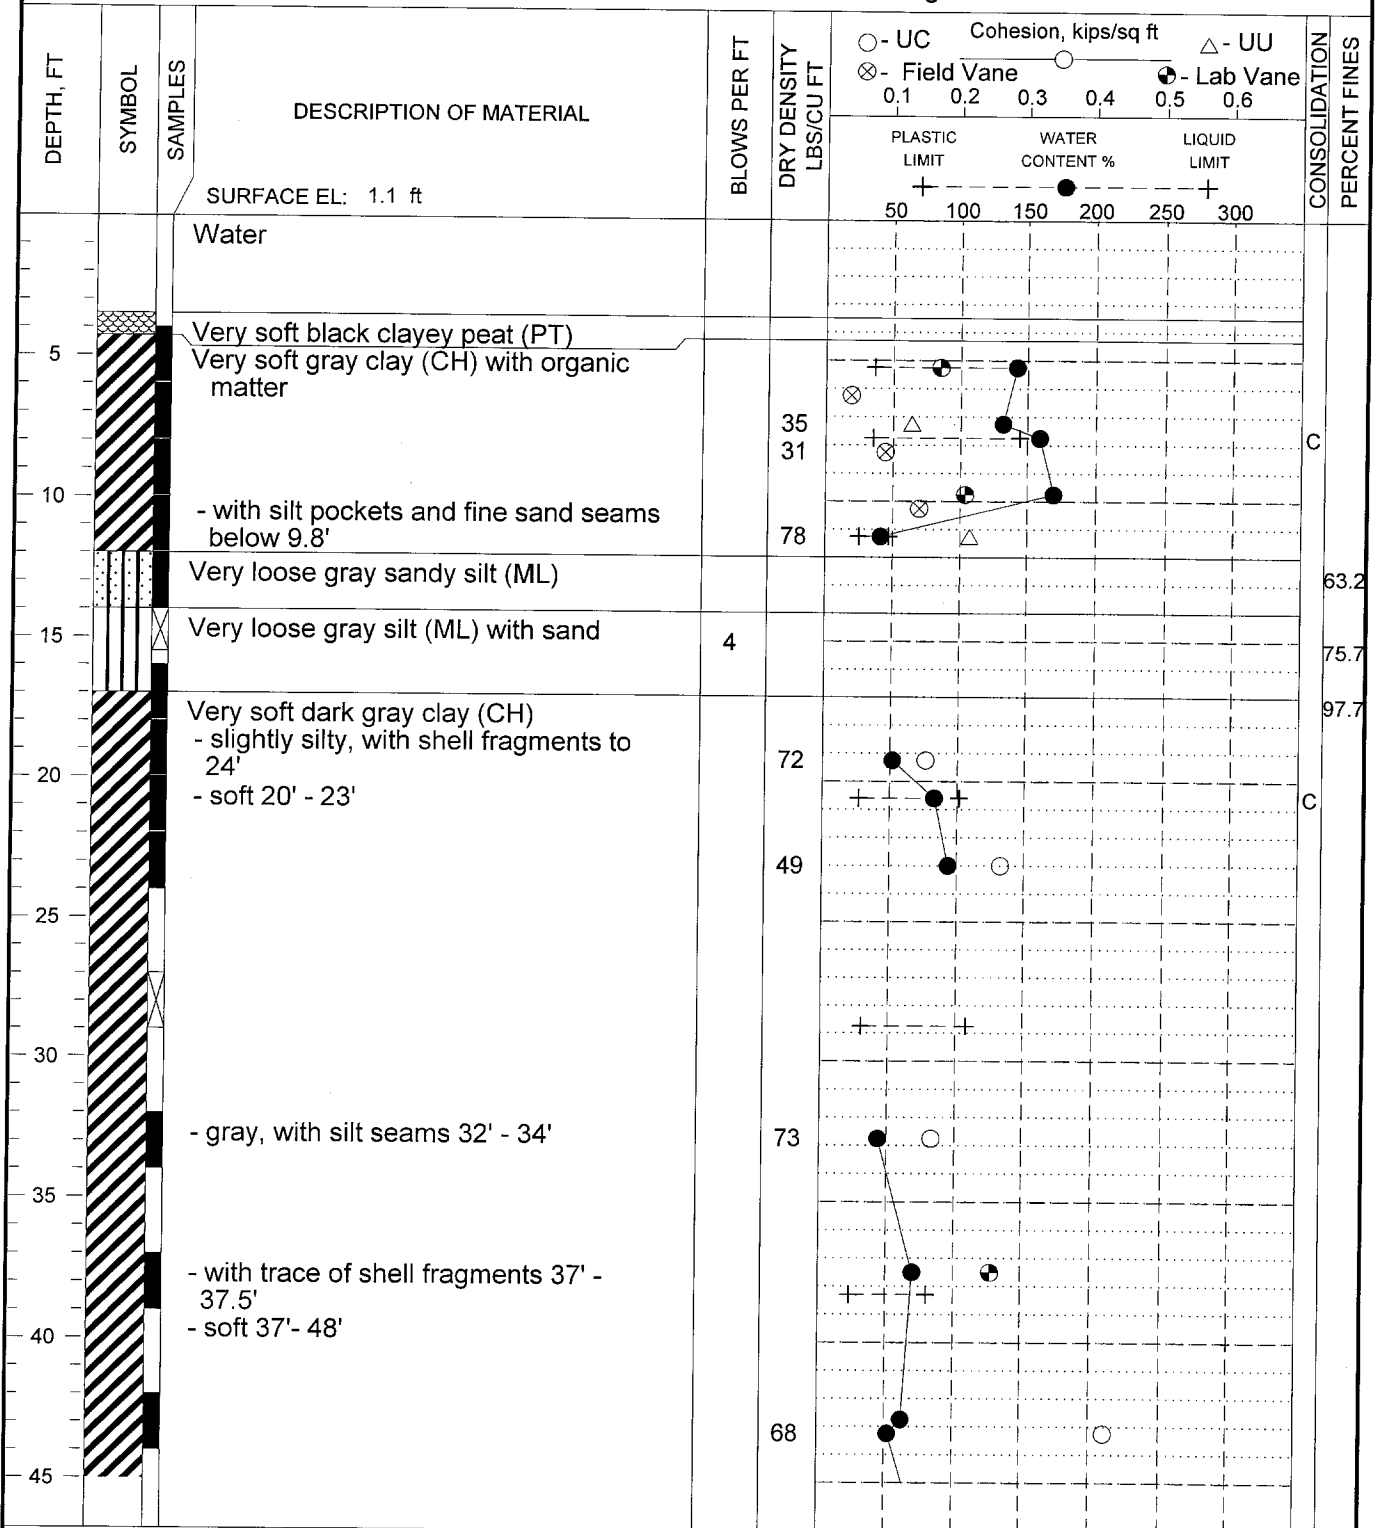 DEPTH, FT
SYMBOL
SAMPLES
DESCRIPTION OF MATERIAL
SURFACE EL: 1.1 ft
BLOWS PER FT
DRY DENSITY
LBS/CU FT
- UC
Cohesion, kips/sq ft
- UU
- Field Vane
- Lab Vane
0.1 0.2 0.3 0.4 0.5 0.6
PLASTIC
LIMIT
WATER
CONTENT %
LIQUID
LIMIT
50 100 150 200 250 300
CONSOLIDATION
PERCENT FINES
Water
Very soft black clayey peat (PT)
5
Very soft gray clay (CH) with organic
matter
35
31
C
10
- with silt pockets and fine sand seams
below 9.8'
78
Very loose gray sandy silt (ML)
63.2
15
Very loose gray silt (ML) with sand
4
75.7
Very soft dark gray clay (CH)
97.7
- slightly silty, with shell fragments to
24'
72
20
- soft 20' - 23'
C
49
25
30
- gray, with silt seams 32' - 34'
73
35
- with trace of shell fragments 37' -
37.5'
- soft 37'- 48'
40
68
45